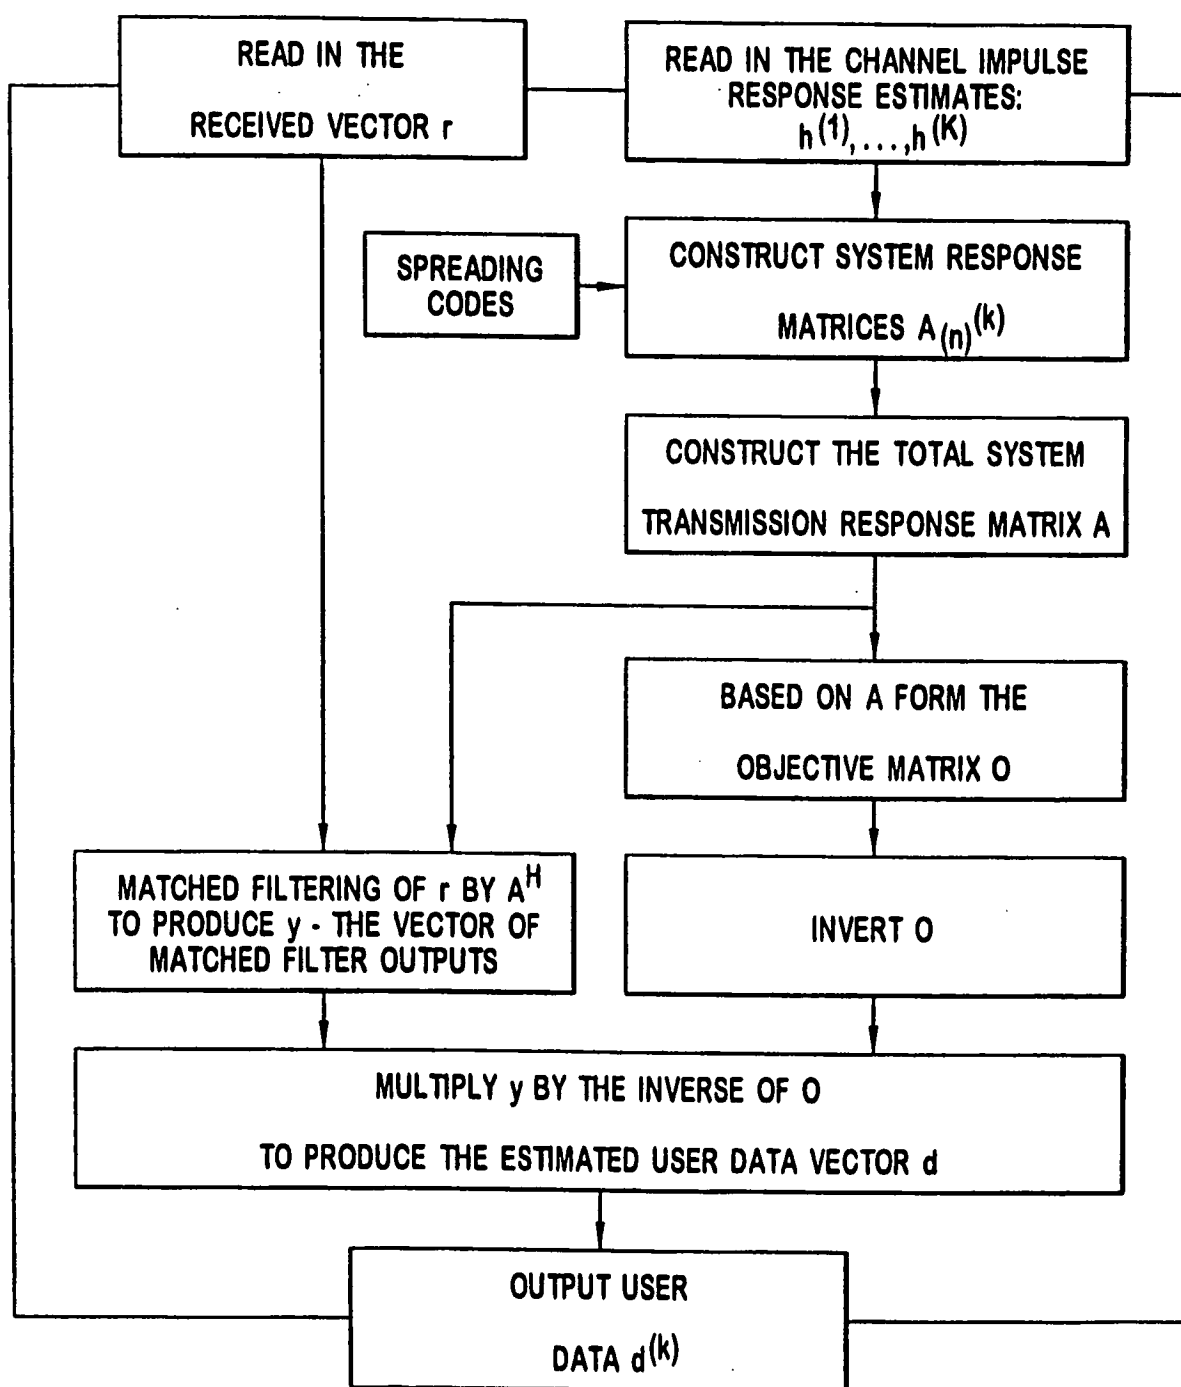 READ IN THE
RECEIVED VECTOR r
READ IN THE CHANNEL IMPULSE
RESPONSE ESTIMATES:
h(1),...,h(K)
SPREADING
CODES
CONSTRUCT SYSTEM RESPONSE
MATRICES A(n)(k)
CONSTRUCT THE TOTAL SYSTEM
TRANSMISSION RESPONSE MATRIX A
BASED ON A FORM THE
OBJECTIVE MATRIX O
MATCHED FILTERING OF r BY AH
TO PRODUCE y - THE VECTOR OF
MATCHED FILTER OUTPUTS
INVERT O
MULTIPLY y BY THE INVERSE OF O
TO PRODUCE THE ESTIMATED USER DATA VECTOR d
OUTPUT USER
DATA d(k)